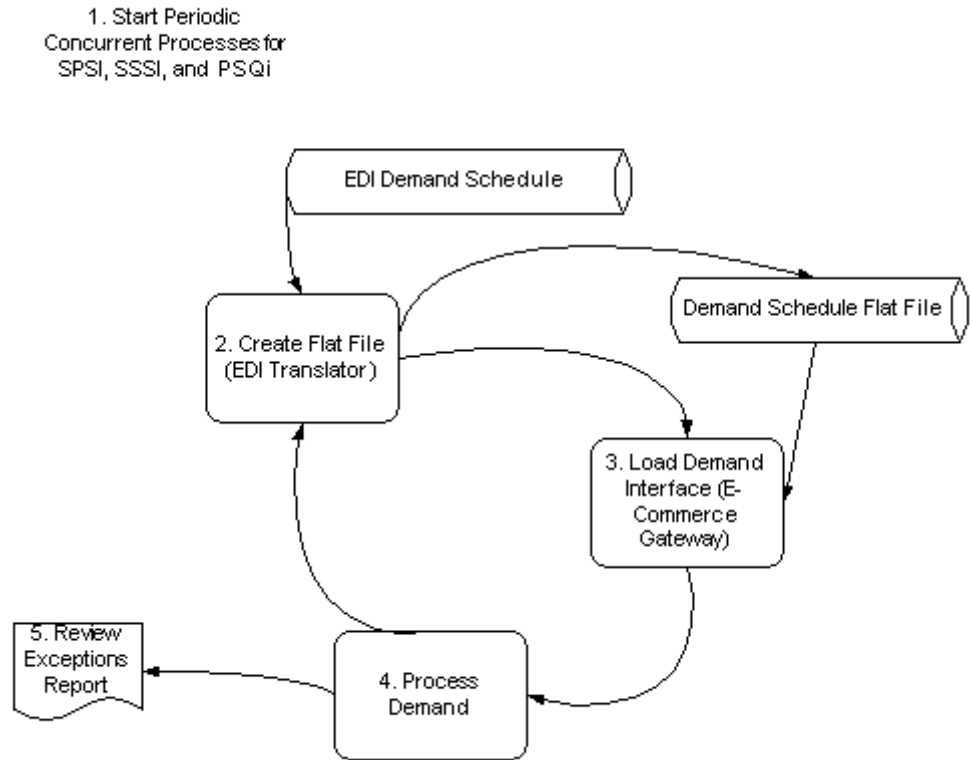 1. Start Periodic
Concurrent Processes for
SPSI, SSSI, and PSQi
EDI Demand Schedule
Demand Schedule Flat File
2. Create Flat File
(EDI Translator)
3. Load Demand
Interface (E-
Commerce
Gateway)
5. Review
Exceptions
Report
4. Process
Demand